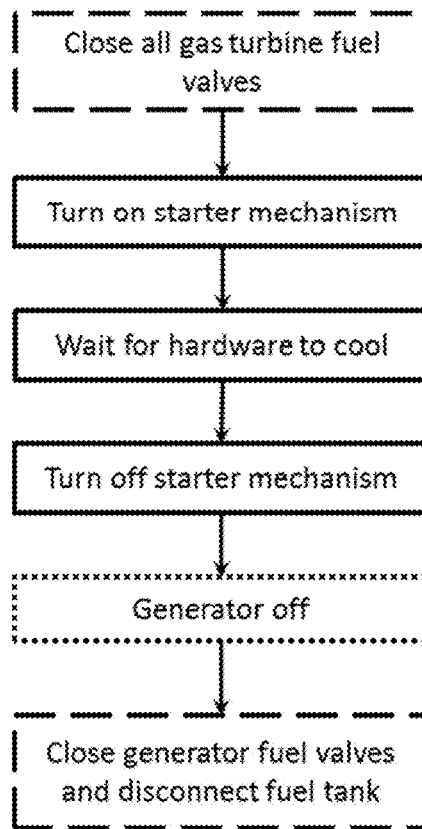 Close all gas turbine fuel
valves
Turn on starter mechanism
Wait for hardware to cool
Turn off starter mechanism
Generator off
Close generator fuel valves
and disconnect fuel tank